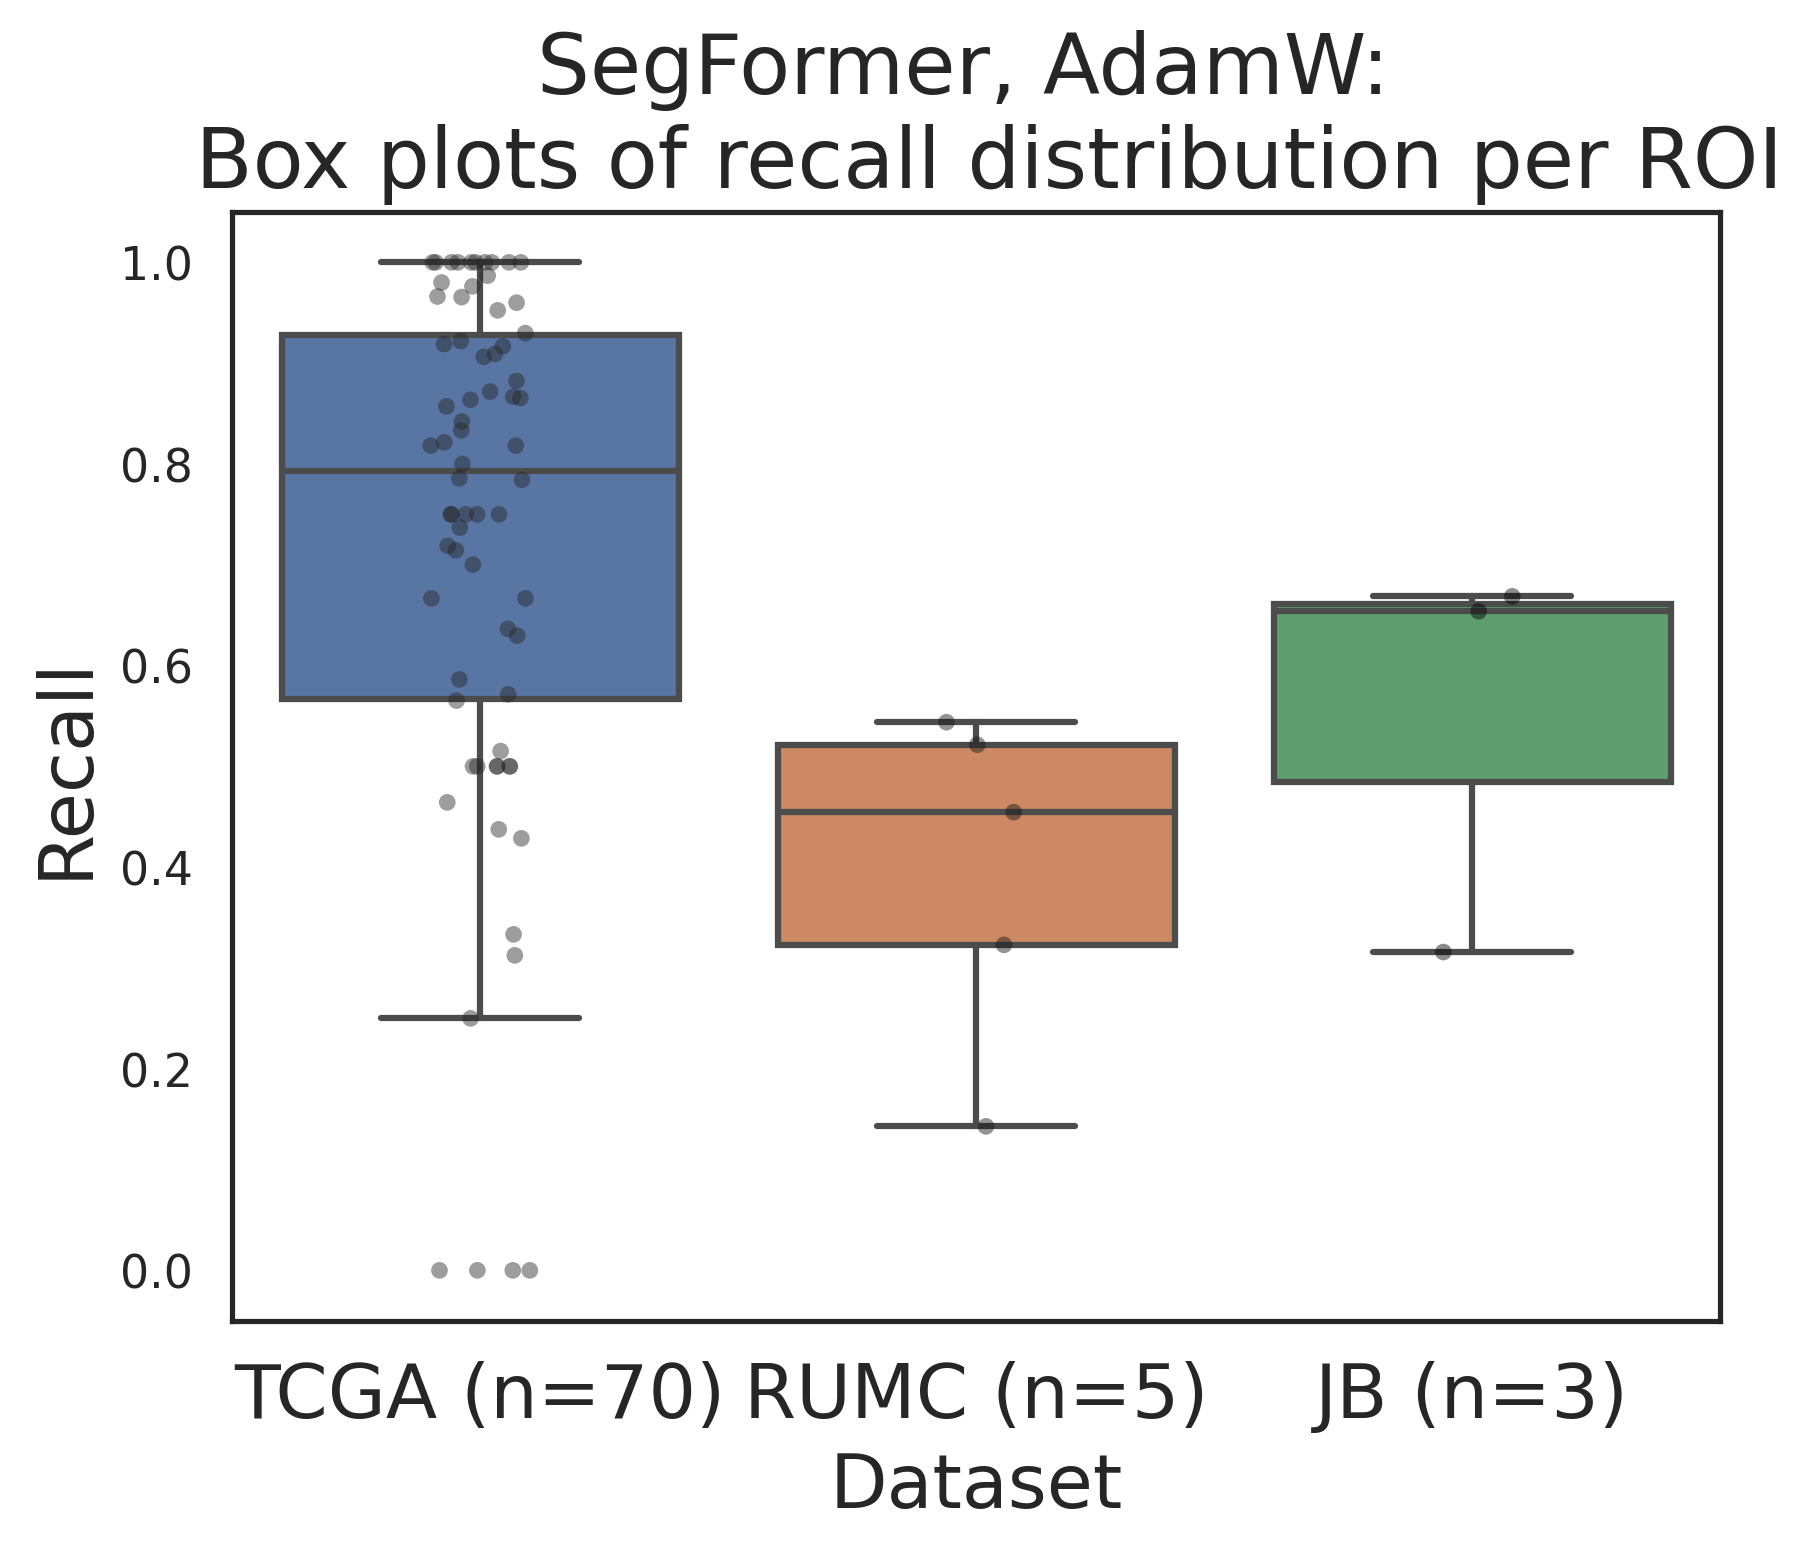 SegFormer, AdamW:
Box plots of recall distribution per ROI
1.0
0.8
0.6
0.4
0.2
0.0
Recall
TCGA (n=70) RUMC (n=5) JB (n=3)
Dataset